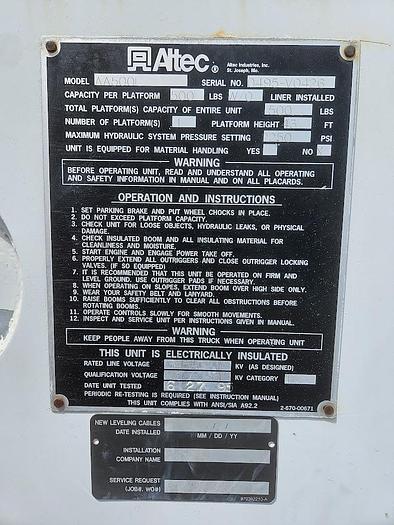 Altec®
Altec Industries, Inc.
St. Joseph, Mo.
MODEL AA500L SERIAL NO. 0495-V0426
CAPACITY PER PLATFORM LBS LINER INSTALLED
TOTAL PLATFORM(S) CAPACITY OF ENTIRE UNIT LBS
NUMBER OF PLATFORM(S) 1 PLATFORM HEIGHT FT
MAXIMUM HYDRAULIC SYSTEM PRESSURE SETTING PSI
UNIT IS EQUIPPED FOR MATERIAL HANDLING YES NO
WARNING
BEFORE OPERATING UNIT, READ AND UNDERSTAND ALL OPERATING
AND SAFETY INFORMATION IN MANUAL AND ON ALL PLACARDS.
OPERATION AND INSTRUCTIONS
1. SET PARKING BRAKE AND PUT WHEEL CHOCKS IN PLACE.
2. DO NOT EXCEED PLATFORM CAPACITY.
3. CHECK UNIT FOR LOOSE OBJECTS, HYDRAULIC LEAKS, OR PHYSICAL
DAMAGE.
4. CHECK INSULATED BOOM AND ALL INSULATING MATERIAL FOR
CLEANLINESS AND MOISTURE.
5. START ENGINE AND ENGAGE POWER TAKE OFF.
6. PROPERLY EXTEND ALL OUTRIGGERS AND CLOSE OUTRIGGER LOCKING
VALVES. (IF SO EQUIPPED)
7. IT IS RECOMMENDED THAT THIS UNIT BE OPERATED ON FIRM AND
LEVEL GROUND. USE OUTRIGGER PADS IF NECESSARY.
8. WHEN OPERATING ON SLOPES, EXTEND BOOM OVER HIGH SIDE ONLY.
9. WEAR YOUR SAFETY BELT AND LANYARD.
10. RAISE BOOMS SUFFICIENTLY TO CLEAR ALL OBSTRUCTIONS BEFORE
ROTATING BOOMS.
11. OPERATE CONTROLS SLOWLY FOR SMOOTH MOVEMENTS.
12. INSPECT AND SERVICE UNIT PER INSTRUCTIONS GIVEN IN MANUAL.
WARNING
KEEP PEOPLE AWAY FROM THIS TRUCK WHEN OPERATING UNIT
THIS UNIT IS ELECTRICALLY INSULATED
RATED LINE VOLTAGE KV (AS DESIGNED)
QUALIFICATION VOLTAGE KV CATEGORY
DATE UNIT TESTED 6 27 95
PERIODIC RE-TESTING IS REQUIRED (SEE INSTRUCTION MANUAL)
THIS UNIT COMPLIES WITH ANSI/SIA A92.2 2-670-00671
NEW LEVELING CABLES / /
DATE INSTALLED MM / DD / YY
INSTALLATION
COMPANY NAME
SERVICE REQUEST
(JOB#, WO#)